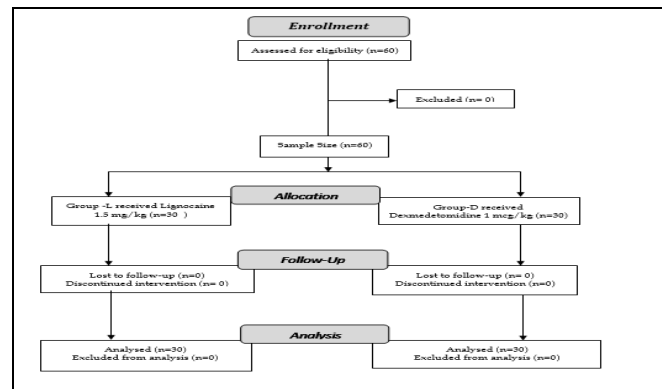 Enrollment
Assessed for eligibility (n=60)
Excluded (n= 0)
Sample Size (n=60)
Group -L received Lignocaine
1.5 mg/kg (n=30  )
Allocation
Group-D received
Dexmedetomidine 1 mcg/kg (n=30)
Lost to follow-up (n=0)
Discontinued intervention (n= 0)
Follow-Up
Lost to follow-up (n= 0)
Discontinued intervention (n=0)
Analysed (n=30)
Excluded from analysis (n=0)
Analysis
Analysed (n=30)
Excluded from analysis (n=0)